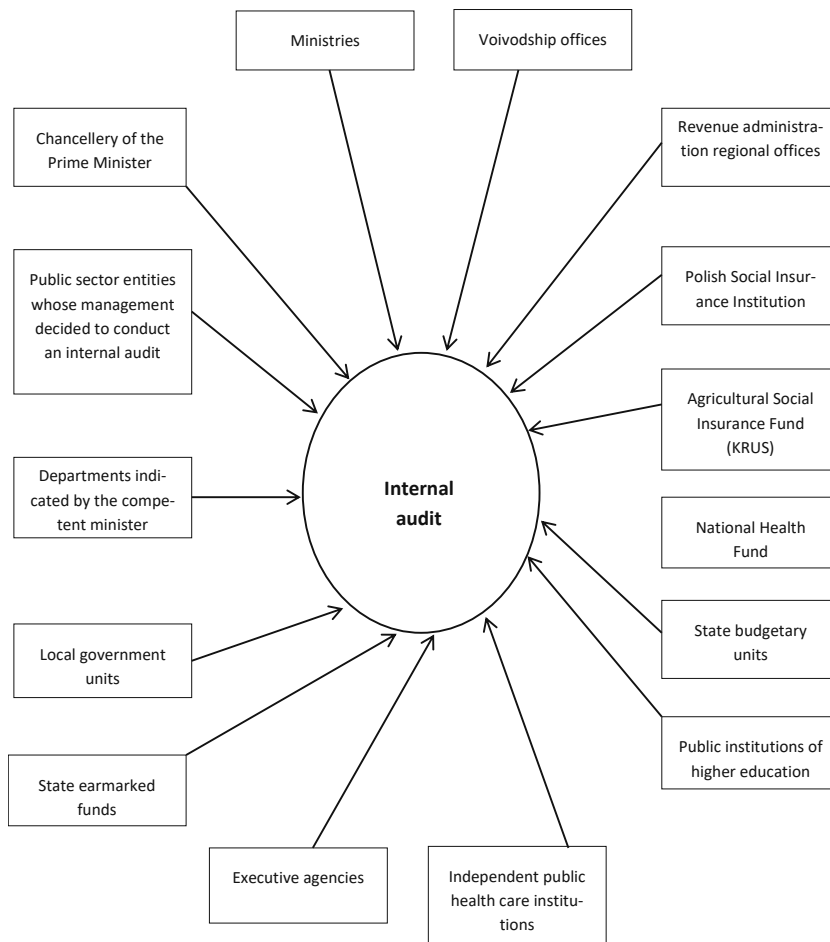 Ministries
Voivodship offices
Chancellery of the
Prime Minister
Revenue administra-
tion regional offices
Public sector entities
whose management
decided to conduct
an internal audit
Polish Social Insur-
ance Institution
Agricultural Social
Insurance Fund
(KRUS)
Departments indi-
cated by the compe-
tent minister
Internal
audit
National Health
Fund
Local government
units
State budgetary
units
State earmarked
funds
Public institutions of
higher education
Executive agencies
Independent public
health care institu-
tions